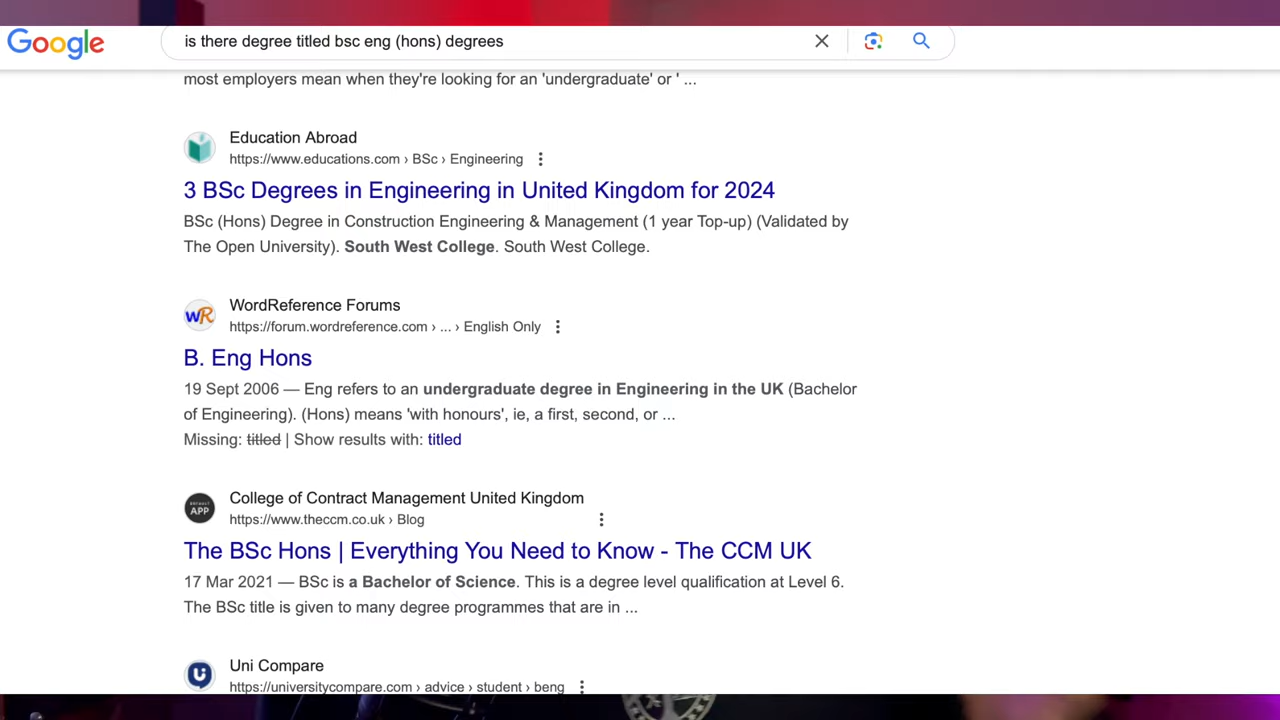 Google
is there degree titled bsc eng (hons) degrees
most employers mean when they're looking for an 'undergraduate' or ' ...
Education Abroad
https://www.educations.com › BSc › Engineering
3 BSc Degrees in Engineering in United Kingdom for 2024
BSc (Hons) Degree in Construction Engineering & Management (1 year Top-up) (Validated by
The Open University). South West College. South West College.
WR
WordReference Forums
https://forum.wordreference.com › ... › English Only
B. Eng Hons
19 Sept 2006 — Eng refers to an undergraduate degree in Engineering in the UK (Bachelor
of Engineering). (Hons) means 'with honours', ie, a first, second, or ...
Missing: titled | Show results with: titled
APP
College of Contract Management United Kingdom
https://www.theccm.co.uk › Blog
The BSc Hons | Everything You Need to Know - The CCM UK
17 Mar 2021 — BSc is a Bachelor of Science. This is a degree level qualification at Level 6.
The BSc title is given to many degree programmes that are in ...
Uni Compare
https://universitycompare.com › advice › student › beng